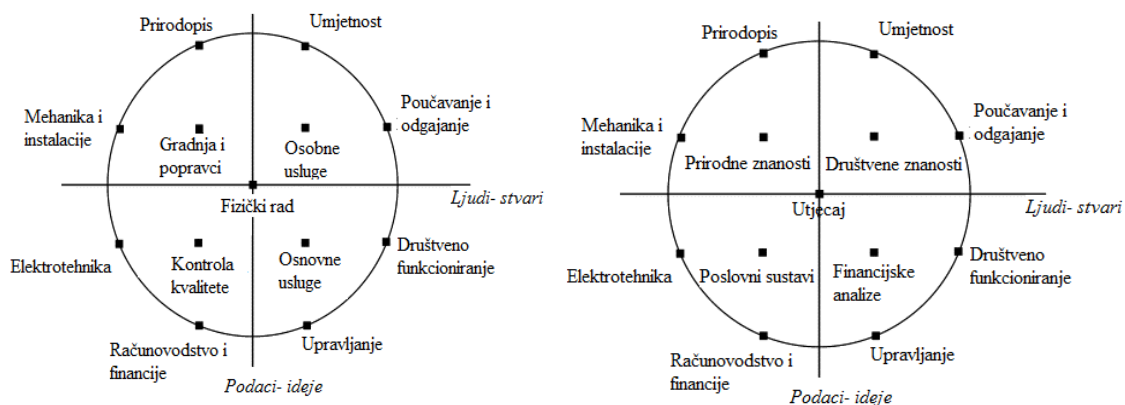 Prirodopis
Umjetnost
Mehanika i
instalacije
Poučavanje i
odgajanje
Gradnja i
popravci
Osobne
usluge
Ljudi- stvari
Fizički rad
Elektrotehnika
Kontrola
kvalitete
Osnovne
usluge
Društveno
funkcioniranje
Računovodstvo i
financije
Upravljanje
Podaci- ideje
Prirodopis
Umjetnost
Mehanika i
instalacije
Poučavanje i
odgajanje
Prirodne znanosti
Društvene znanosti
Ljudi- stvari
Utjecaj
Elektrotehnika
Poslovni sustavi
Financijske
analize
Društveno
funkcioniranje
Računovodstvo i
financije
Upravljanje
Podaci- ideje